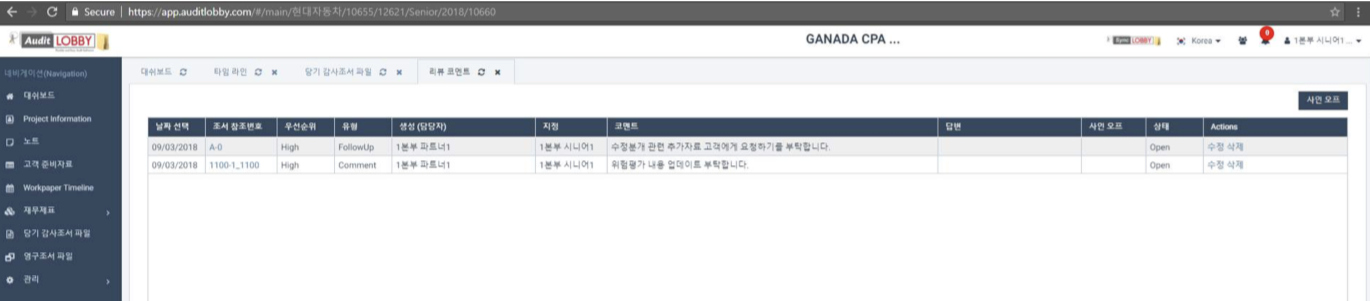 Secure | https://app.auditlobby.com/#/main/현대자동차/10655/12621/Senior/2018/10660
Audit LOBBY
GANADA CPA ...
Korea
8
1본부 시니어1...
네비게이션(Navigation)
대쉬보드
타임 라인
당기 감사조서 파일
리뷰 코멘트
대쉬보드
Project Information
노트
고객 준비자료
Workpaper Timeline
재무제표
당기 감사조서 파일
영구조서 파일
관리
사인 오프
날짜 선택 조서 참조번호 우선순위 유형 생성 (담당자) 지정 코멘트 답변 사인 오프 상태 Actions
09/03/2018 A-0 High FollowUp 1본부 파트너1 1본부 시니어1 수정분개 관련 추가자료 고객에게 요청하기를 부탁합니다. Open 수정 삭제
09/03/2018 1100-1_1100 High Comment 1본부 파트너1 1본부 시니어1 위험평가 내용 업데이트 부탁합니다. Open 수정 삭제